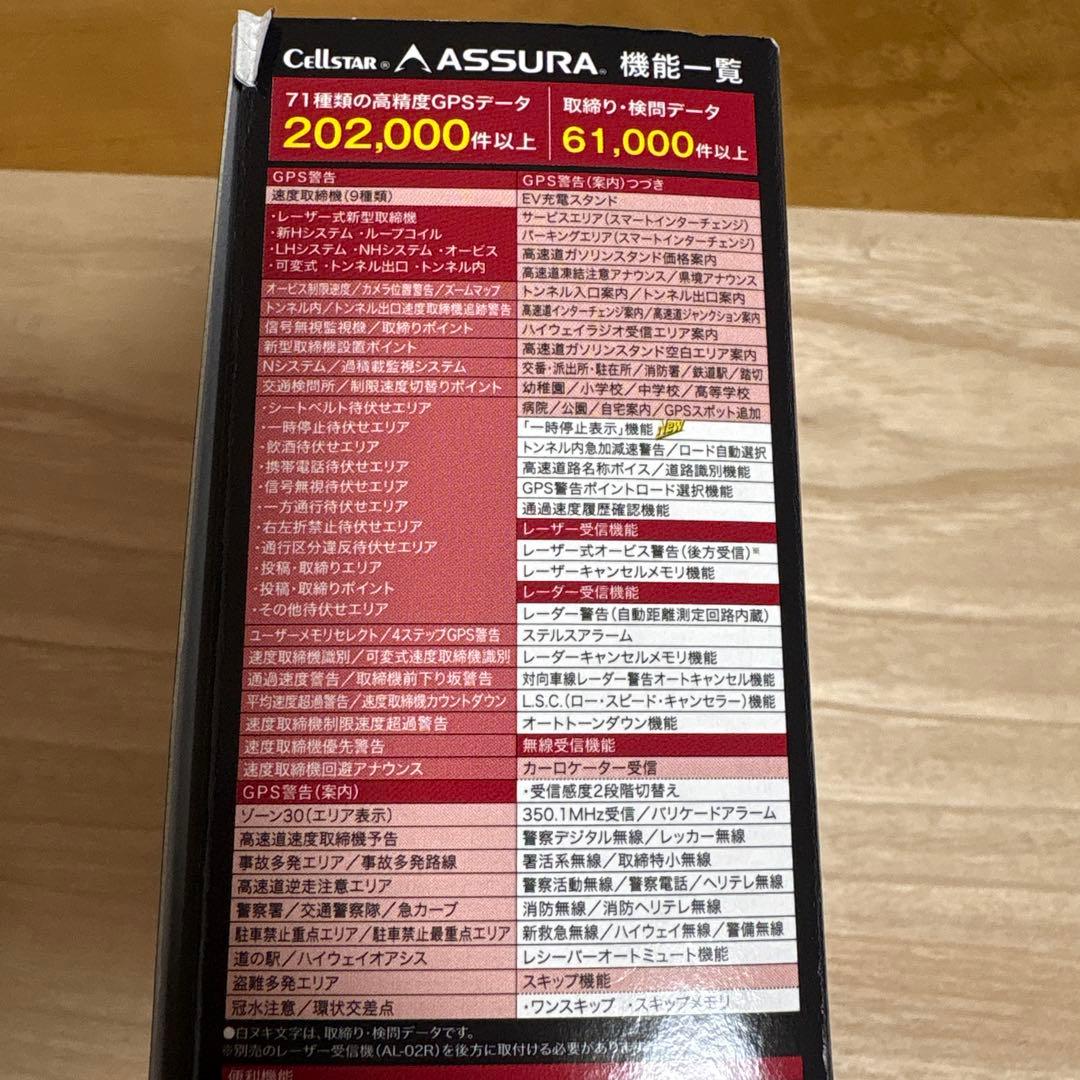 CELLSTAR® ASSURA® 機能一覧
71種類の高精度GPSデータ
202,000件以上
取締り・検問データ
61,000件以上
GPS警告
速度取締機(9種類)
・レーザー式新型取締機
・新Hシステム ・ループコイル
・LHシステム ・NHシステム ・オービス
・可変式 ・トンネル出口 ・トンネル内
オービス制限速度/カメラ位置警告/ズームマップ
トンネル内/トンネル出口速度取締機追跡警告
信号無視監視機/取締りポイント
新型取締機設置ポイント
Nシステム/過積載監視システム
交通検問所/制限速度切替りポイント
・シートベルト待伏せエリア
・一時停止待伏せエリア
・飲酒待伏せエリア
・携帯電話待伏せエリア
・信号無視待伏せエリア
・一方通行待伏せエリア
・右左折禁止待伏せエリア
・通行区分違反待伏せエリア
・投稿・取締りエリア
・投稿・取締りポイント
・その他待伏せエリア
ユーザーメモリセレクト/4ステップGPS警告
速度取締機識別/可変式速度取締機識別
通過速度警告/取締機前下り坂警告
平均速度超過警告/速度取締機カウントダウン
速度取締機制限速度超過警告
速度取締機優先警告
速度取締機回避アナウンス
GPS警告(案内)
ゾーン30(エリア表示)
高速道速度取締機予告
事故多発エリア/事故多発路線
高速道逆走注意エリア
警察署/交通警察隊/急カーブ
駐車禁止重点エリア/駐車禁止最重点エリア
道の駅/ハイウェイオアシス
盗難多発エリア
冠水注意/環状交差点
GPS警告(案内)つづき
EV充電スタンド
サービスエリア(スマートインターチェンジ)
パーキングエリア(スマートインターチェンジ)
高速道ガソリンスタンド価格案内
高速道凍結注意アナウンス/県境アナウンス
トンネル入口案内/トンネル出口案内
高速道インターチェンジ案内/高速道ジャンクション案内
ハイウェイラジオ受信エリア案内
高速道ガソリンスタンド空白エリア案内
交番・派出所・駐在所/消防署/鉄道駅/踏切
幼稚園/小学校/中学校/高等学校
病院/公園/自宅案内/GPSスポット追加
「一時停止表示」機能 new
トンネル内急加減速警告/ロード自動選択
高速道路名称ボイス/道路識別機能
GPS警告ポイントロード選択機能
通過速度履歴確認機能
レーザー受信機能
レーザー式オービス警告(後方受信)※
レーザーキャンセルメモリ機能
レーダー受信機能
レーダー警告(自動距離測定回路内蔵)
ステルスアラーム
レーダーキャンセルメモリ機能
対向車線レーダー警告オートキャンセル機能
L.S.C.(ロー・スピード・キャンセラー)機能
オートトーンダウン機能
無線受信機能
カーロケーター受信
・受信感度2段階切替え
350.1MHz受信/バリケードアラーム
警察デジタル無線/レッカー無線
署活系無線/取締特小無線
警察活動無線/警察電話/ヘリテレ無線
消防無線/消防ヘリテレ無線
新救急無線/ハイウェイ無線/警備無線
レシーバーオートミュート機能
スキップ機能
・ワンスキップ ・スキップメモリ
●白ヌキ文字は、取締り・検問データです。
※別売のレーザー受信機(AL-02R)を後方に取付ける必要があります。
便利機能